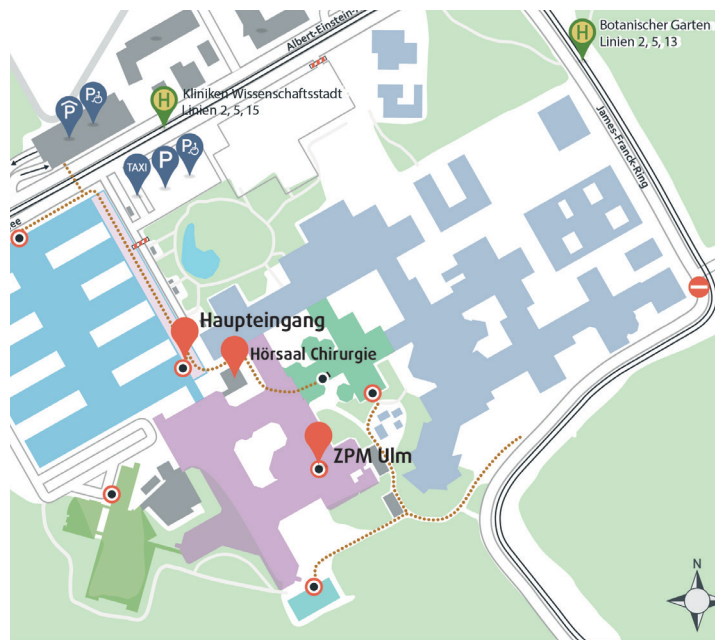 Botanischer Garten
Linien 2, 5, 13
H
Albert-Einstein-
H
Kliniken Wissenschaftsstadt
Linien 2, 5, 15
P
P
James-Franck-Ring
TAXI
P
P
ee
Haupteingang
Hörsaal Chirurgie
ZPM Ulm
N